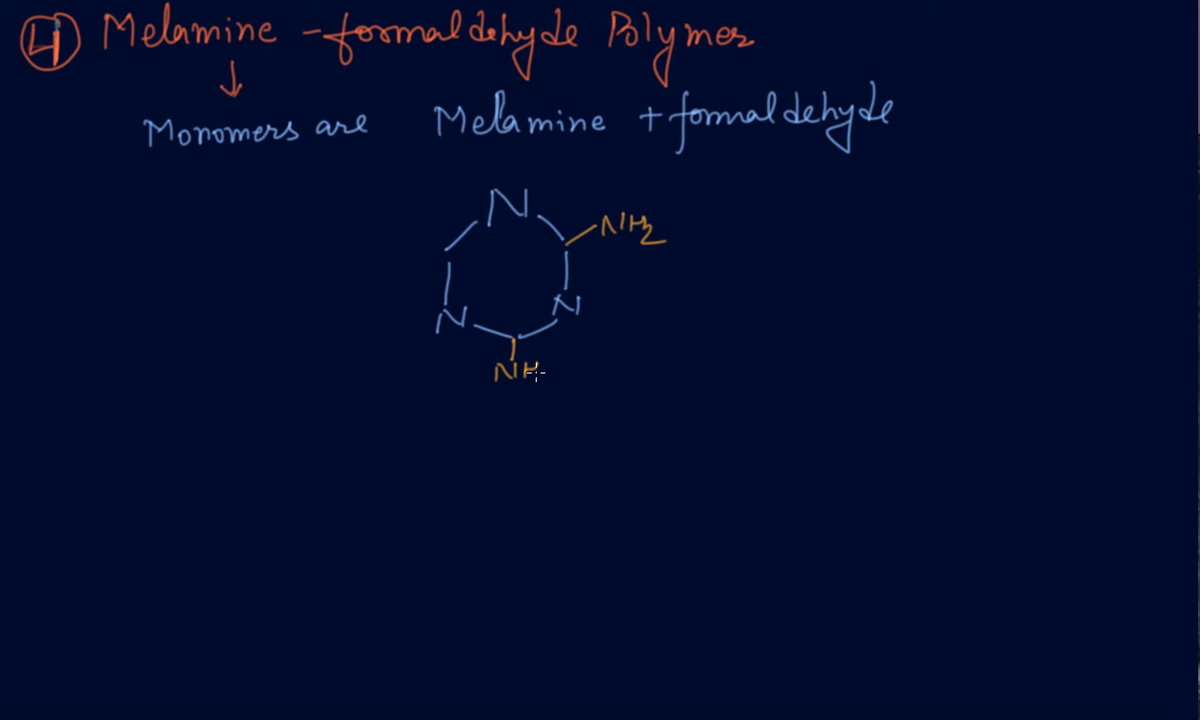 4 Melamine - formaldehyde Polymer
Monomers are Melamine + formaldehyde
N
NH2
N
N
NH